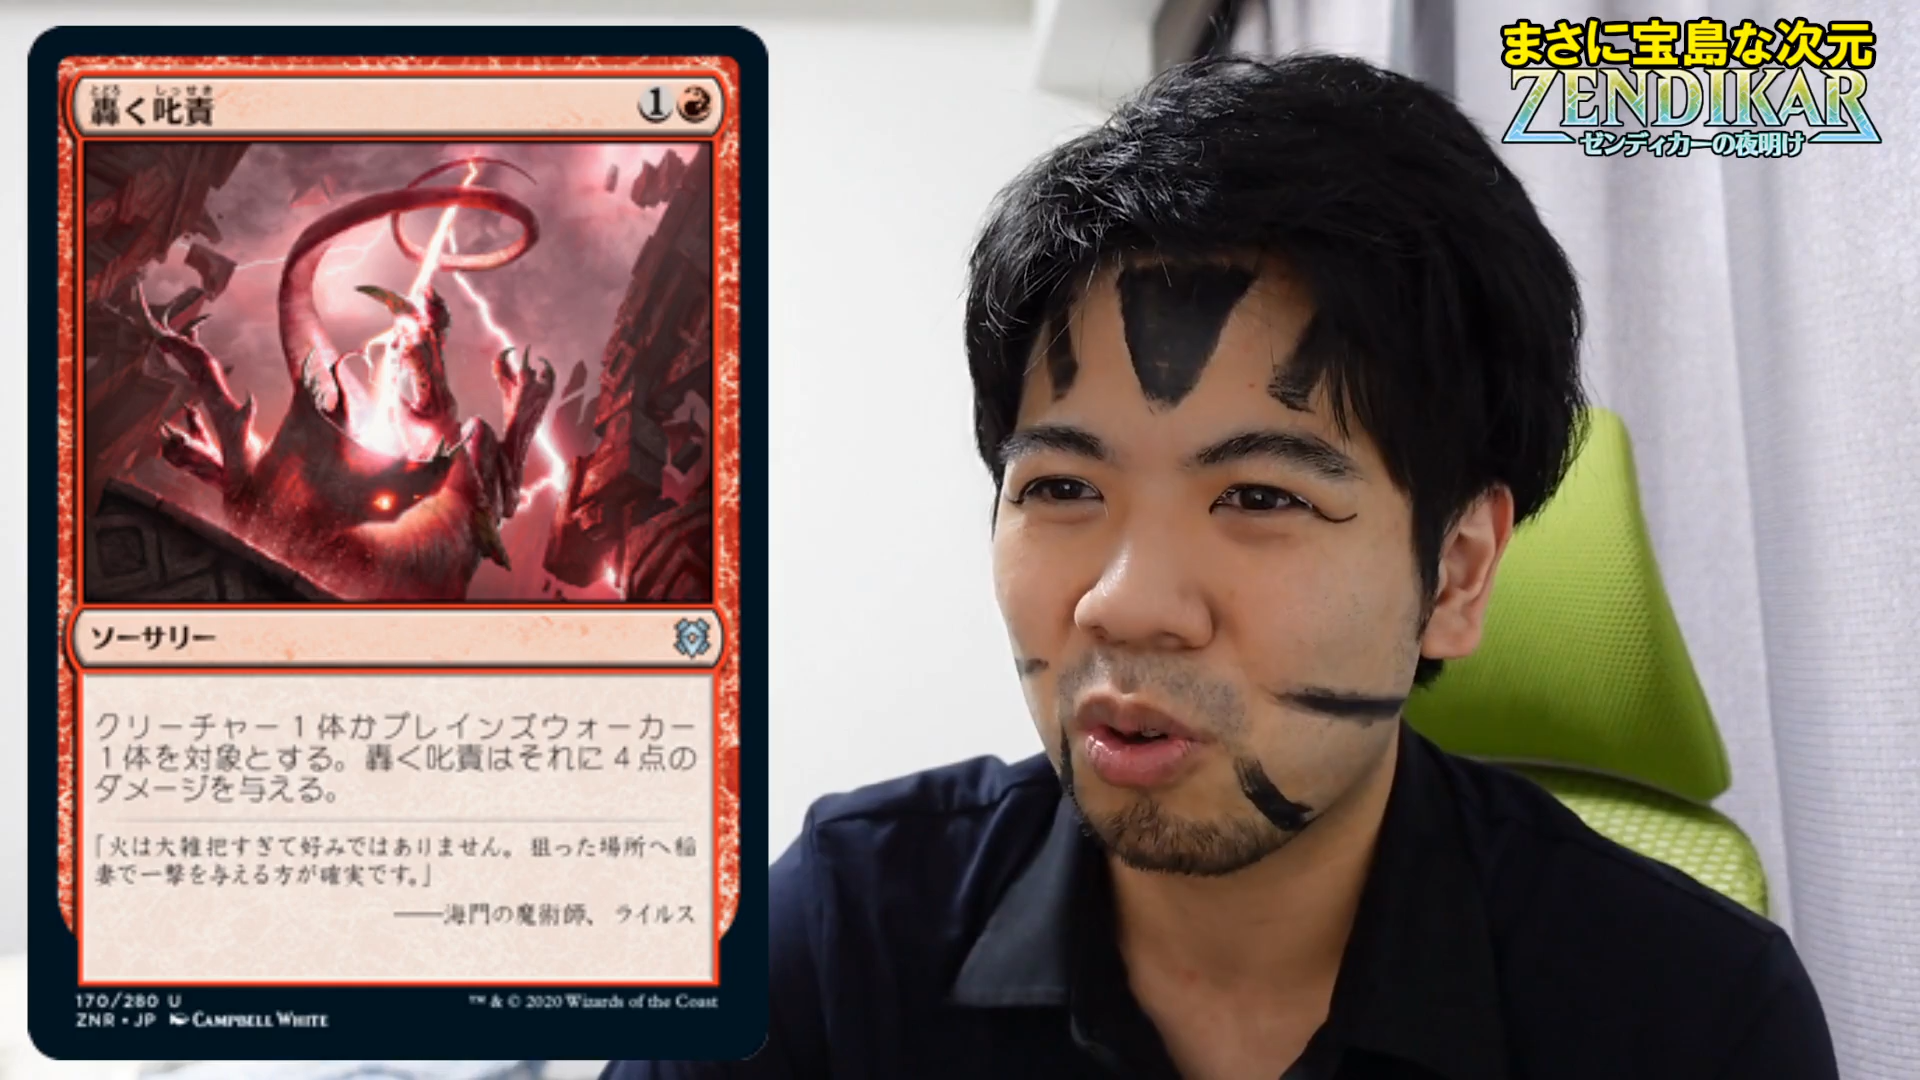 轟く叱責
とどろ
しっせき
1
ソーサリー
クリーチャー1体かプレインズウォーカー
1体を対象とする。轟く叱責はそれに4点の
ダメージを与える。
「火は大雑把すぎて好みではありません。狙った場所へ稲
妻で一撃を与える方が確実です。」
――海門の魔術師、ライルス
170/280 U
ZNR • JP CAMPBELL WHITE
™ & © 2020 Wizards of the Coast
まさに宝島な次元
ZENDIKAR
ゼンディカーの夜明け